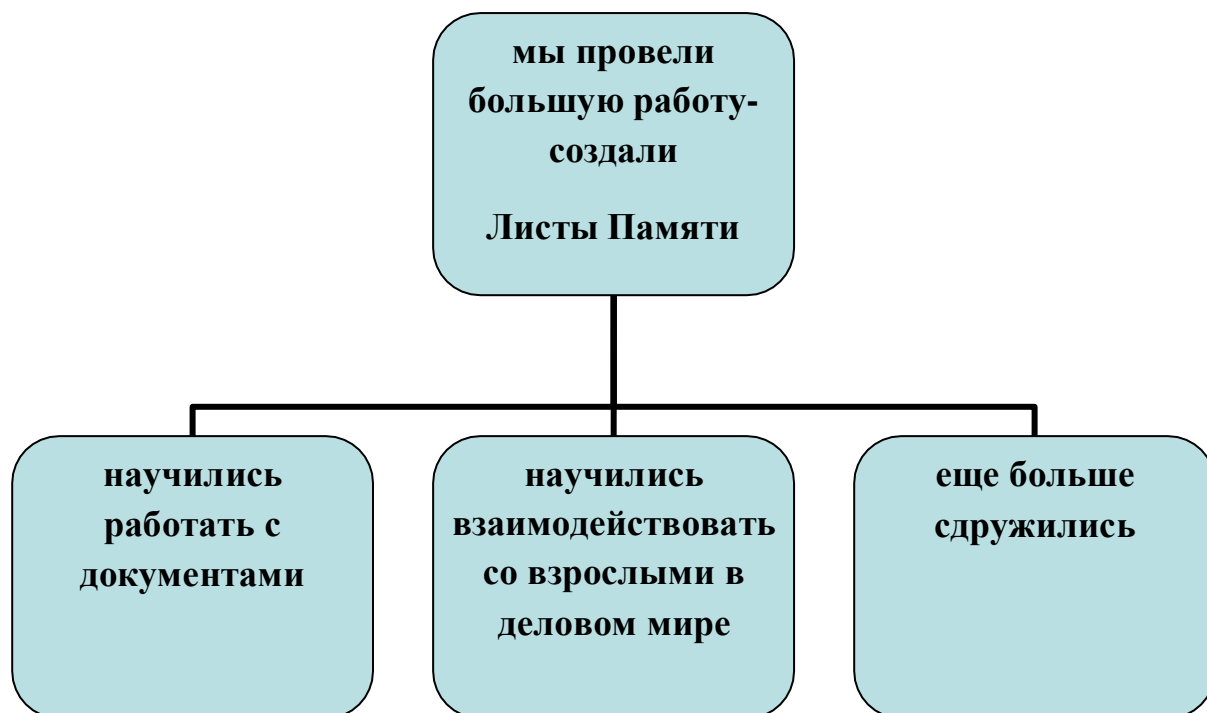 мы провели
большую работу-
создали
Листы Памяти
научились
работать с
документами
научились
взаимодействовать
со взрослыми в
деловом мире
еще больше
сдружились